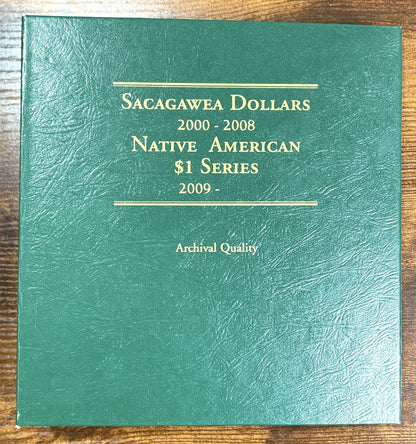 Sacagawea Dollars
2000 - 2008
Native American
$1 Series
2009 -
Archival Quality